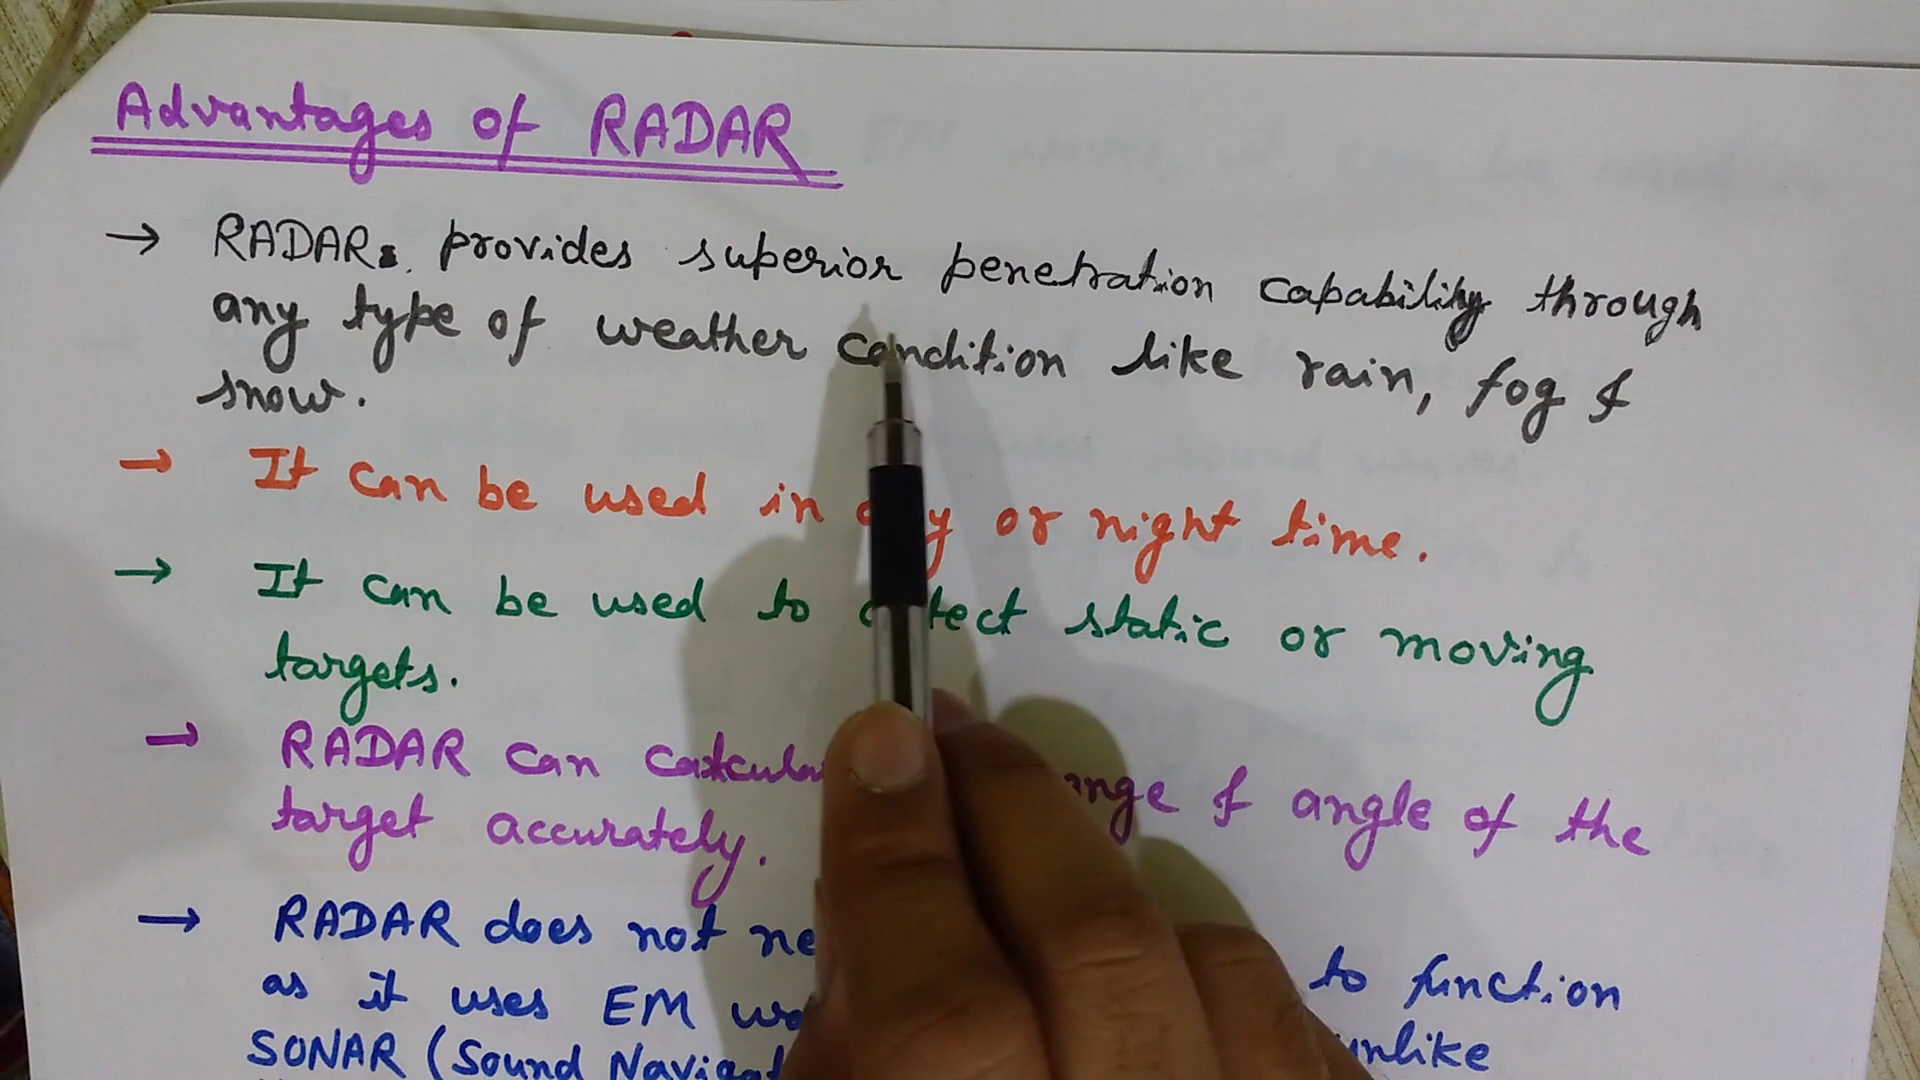 Advantages of RADAR
→ RADAR provides superior penetration capability through
any type of weather condition like rain, fog &
snow.
→ It can be used in or night time.
→ It can be used to static or moving
targets.
→ RADAR can & angle of the
target accurately.
→ RADAR does not to function
as it uses EM unlike
SONAR (Sound